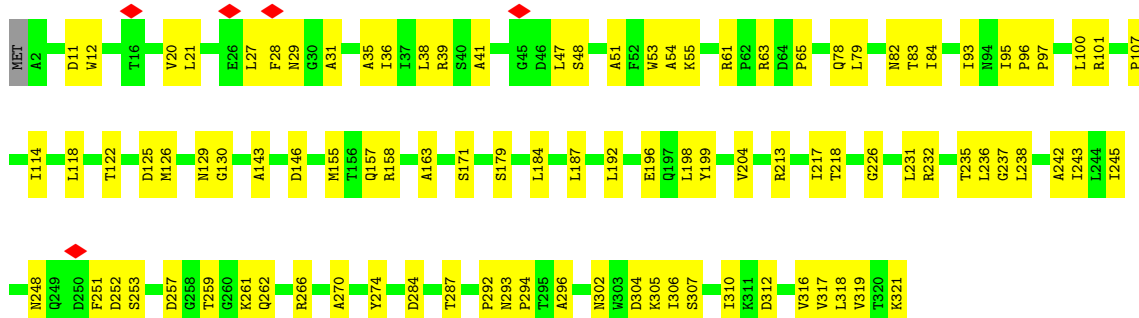 MET A2 D11 W12 T16 V20 L21 E26 L27 F28 N29 G30 A31 A35 I36 I37 L38 R39 S40 A41 G45 D46 L47 S48 A51 F52 W53 A54 K55 R61 P62 R63 D64 P65 Q78 L79 N82 T83 I84 I93 N94 I95 P96 P97 L100 R101 P107
I114 L118 T122 D125 M126 N129 G130 A143 D146 M155 T156 Q157 R158 A163 S171 S179 L184 L187 L192 E196 Q197 L198 Y199 V204 R213 I217 T218 G226 L231 R232 T235 L236 G237 L238 A242 I243 L244 I245
N248 Q249 D250 F251 D252 S253 D257 G258 T259 G260 K261 Q262 R266 A270 Y274 D284 T287 P292 N293 P294 T295 A296 N302 W303 D304 K305 I306 S307 I310 K311 D312 V316 V317 L318 V319 T320 K321